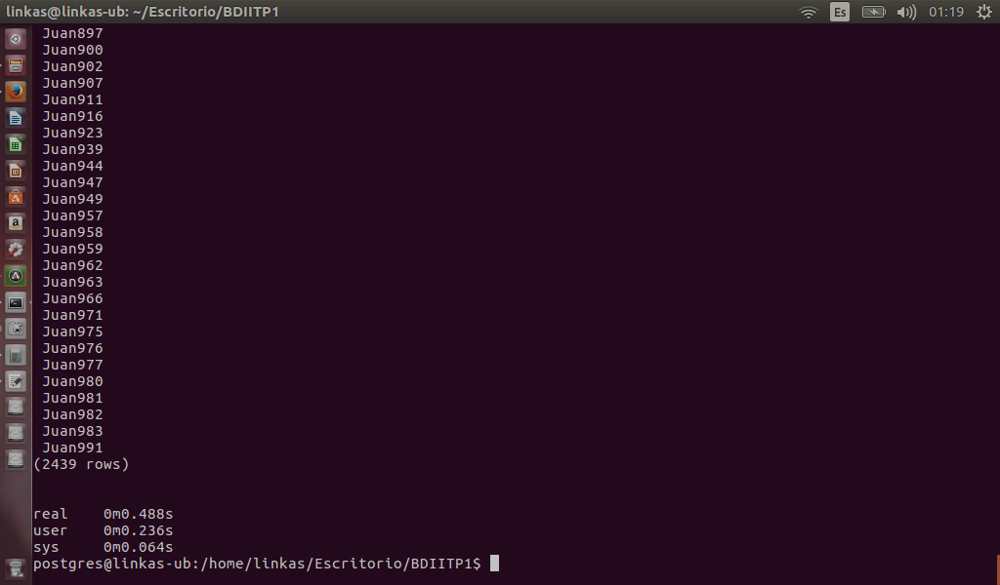 linkas@linkas-ub: ~/Escritorio/BDIITP1
Es
01:19
Juan897
Juan900
Juan902
Juan907
Juan911
Juan916
Juan923
Juan939
Juan944
Juan947
Juan949
Juan957
Juan958
Juan959
Juan962
Juan963
Juan966
Juan971
Juan975
Juan976
Juan977
Juan980
Juan981
Juan982
Juan983
Juan991
(2439 rows)
real 0m0.488s
user 0m0.236s
sys 0m0.064s
postgres@linkas-ub:/home/linkas/Escritorio/BDIITP1$